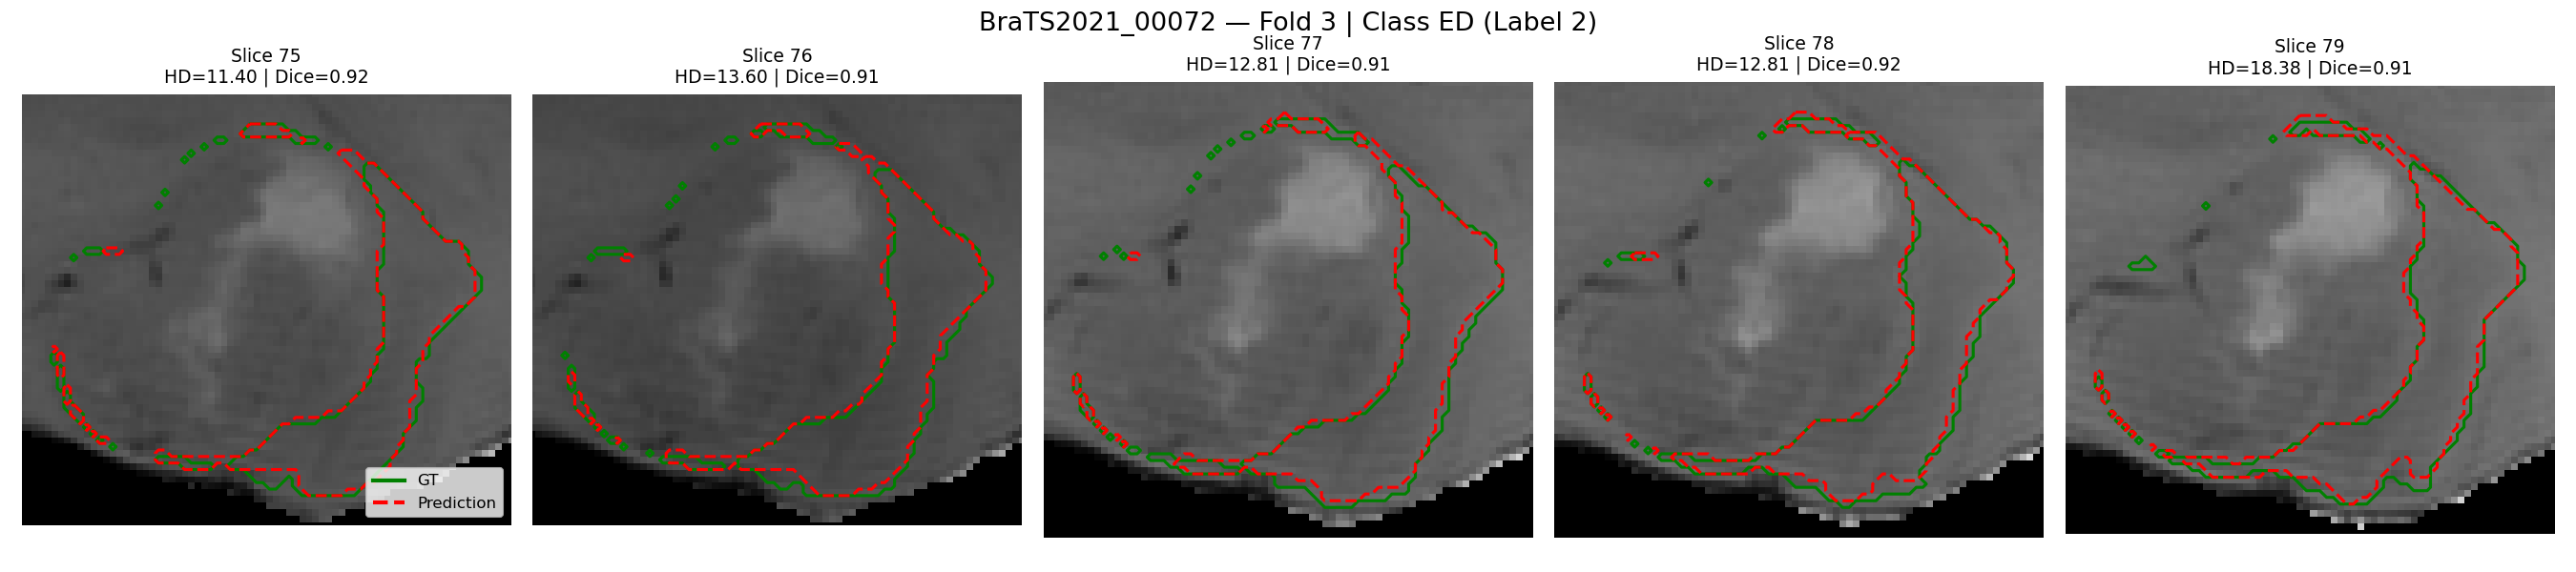 BraTS2021_00072 — Fold 3 | Class ED (Label 2)
Slice 75
HD=11.40 | Dice=0.92
Slice 76
HD=13.60 | Dice=0.91
Slice 77
HD=12.81 | Dice=0.91
Slice 78
HD=12.81 | Dice=0.92
Slice 79
HD=18.38 | Dice=0.91
GT
Prediction